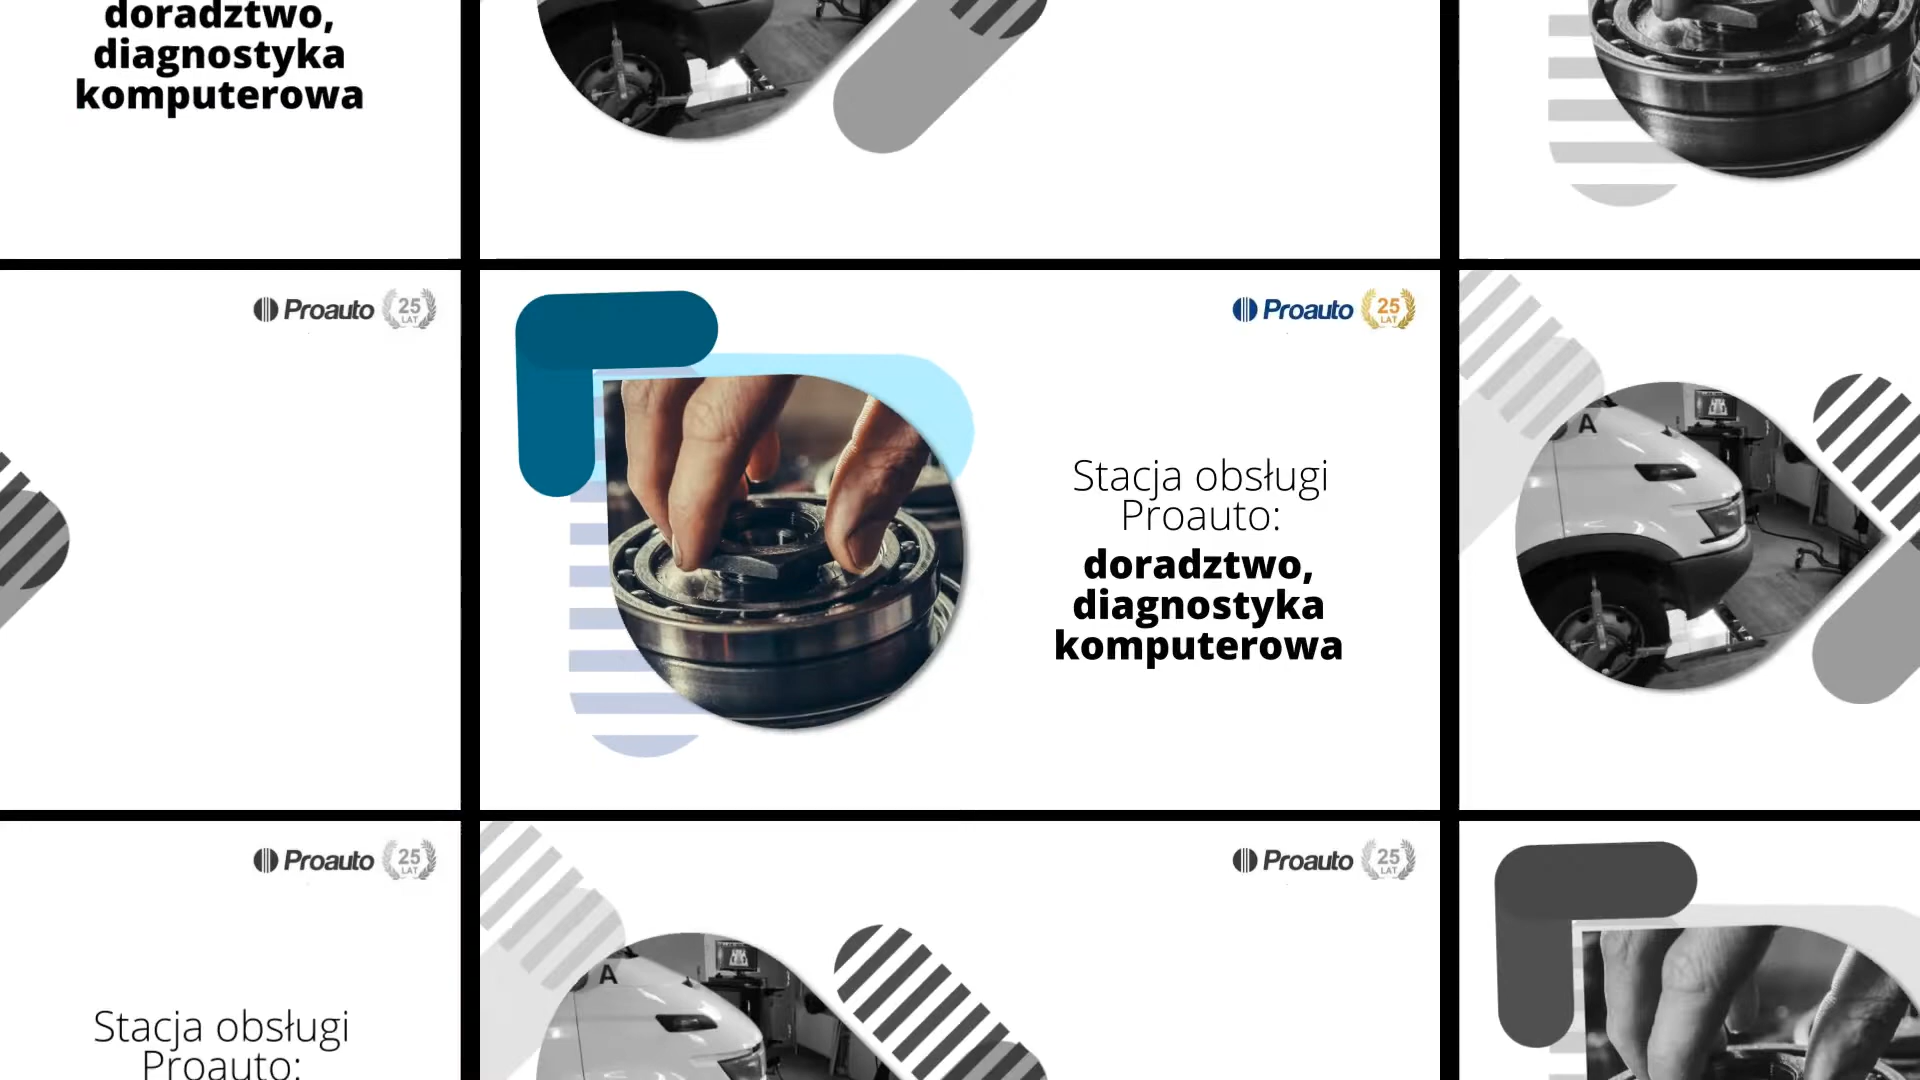 doradztwo,
diagnostyka
komputerowa
Proauto 25
LAT
Proauto 25
LAT
Stacja obsługi
Proauto:
doradztwo,
diagnostyka
komputerowa
A
Proauto 25
LAT
Stacja obsługi
Proauto:
Proauto 25
LAT
A